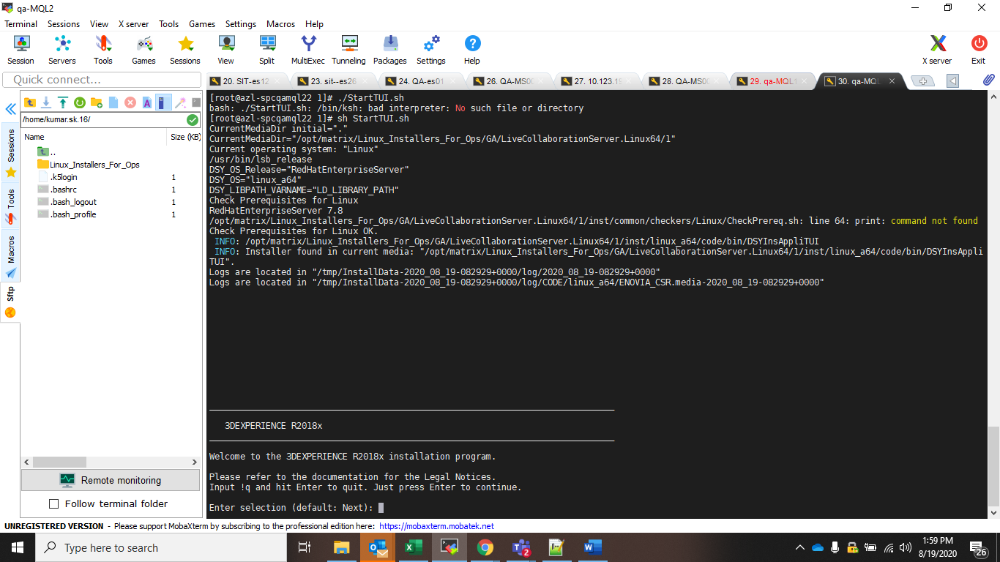 qa-MQL2
Terminal Sessions View X server Tools Games Settings Macros Help
Session Servers Tools Games Sessions View Split MultiExec Tunneling Packages Settings Help X server Exit
Quick connect...
20. SIT-es12 23. sit--es26 24. QA-es01 26. QA-MS00 27. 10.123.19 28. QA-MS00 29. qa-MQL1 30. qa-MQL
/home/kumar.sk.16/
Name Size (KB)
..
Linux_Installers_For_Ops
.k5login 1
.bashrc 1
.bash_logout 1
.bash_profile 1
Sessions
Tools
Macros
Sftp
Remote monitoring
Follow terminal folder
[root@azl-spcqamql22 1]# ./StartTUI.sh
bash: ./StartTUI.sh: /bin/ksh: bad interpreter: No such file or directory
[root@azl-spcqamql22 1]# sh StartTUI.sh
CurrentMediaDir initial="."
CurrentMediaDir="/opt/matrix/Linux_Installers_For_Ops/GA/LiveCollaborationServer.Linux64/1"
Current operating system: "Linux"
/usr/bin/lsb_release
DSY_OS_Release="RedHatEnterpriseServer"
DSY_OS="linux_a64"
DSY_LIBPATH_VARNAME="LD_LIBRARY_PATH"
Check Prerequisites for Linux
RedHatEnterpriseServer 7.8
/opt/matrix/Linux_Installers_For_Ops/GA/LiveCollaborationServer.Linux64/1/inst/common/checkers/Linux/CheckPrereq.sh: line 64: print: command not found
Check Prerequisites for Linux OK.
INFO: /opt/matrix/Linux_Installers_For_Ops/GA/LiveCollaborationServer.Linux64/1/inst/linux_a64/code/bin/DSYInsAppliTUI
INFO: Installer found in current media: "/opt/matrix/Linux_Installers_For_Ops/GA/LiveCollaborationServer.Linux64/1/inst/linux_a64/code/bin/DSYInsAppli
TUI".
Logs are located in "/tmp/InstallData-2020_08_19-082929+0000/log/2020_08_19-082929+0000"
Logs are located in "/tmp/InstallData-2020_08_19-082929+0000/log/CODE/linux_a64/ENOVIA_CSR.media-2020_08_19-082929+0000"
3DEXPERIENCE R2018x
Welcome to the 3DEXPERIENCE R2018x installation program.
Please refer to the documentation for the Legal Notices.
Input !q and hit Enter to quit. Just press Enter to continue.
Enter selection (default: Next):
UNREGISTERED VERSION - Please support MobaXterm by subscribing to the professional edition here: https://mobaxterm.mobatek.net
Type here to search
2
1:59 PM
8/19/2020
26